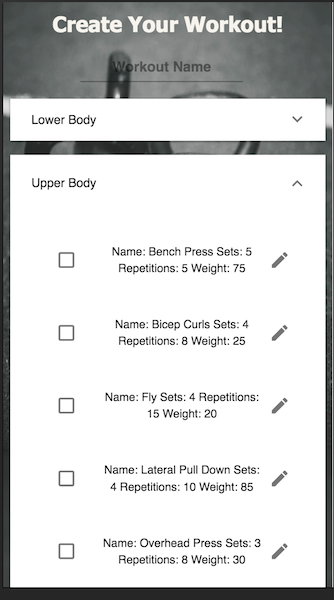 Create Your Workout!
Workout Name
Lower Body
Upper Body
Name: Bench Press Sets: 5
Repetitions: 5 Weight: 75
Name: Bicep Curls Sets: 4
Repetitions: 8 Weight: 25
Name: Fly Sets: 4 Repetitions:
15 Weight: 20
Name: Lateral Pull Down Sets:
4 Repetitions: 10 Weight: 85
Name: Overhead Press Sets: 3
Repetitions: 8 Weight: 30